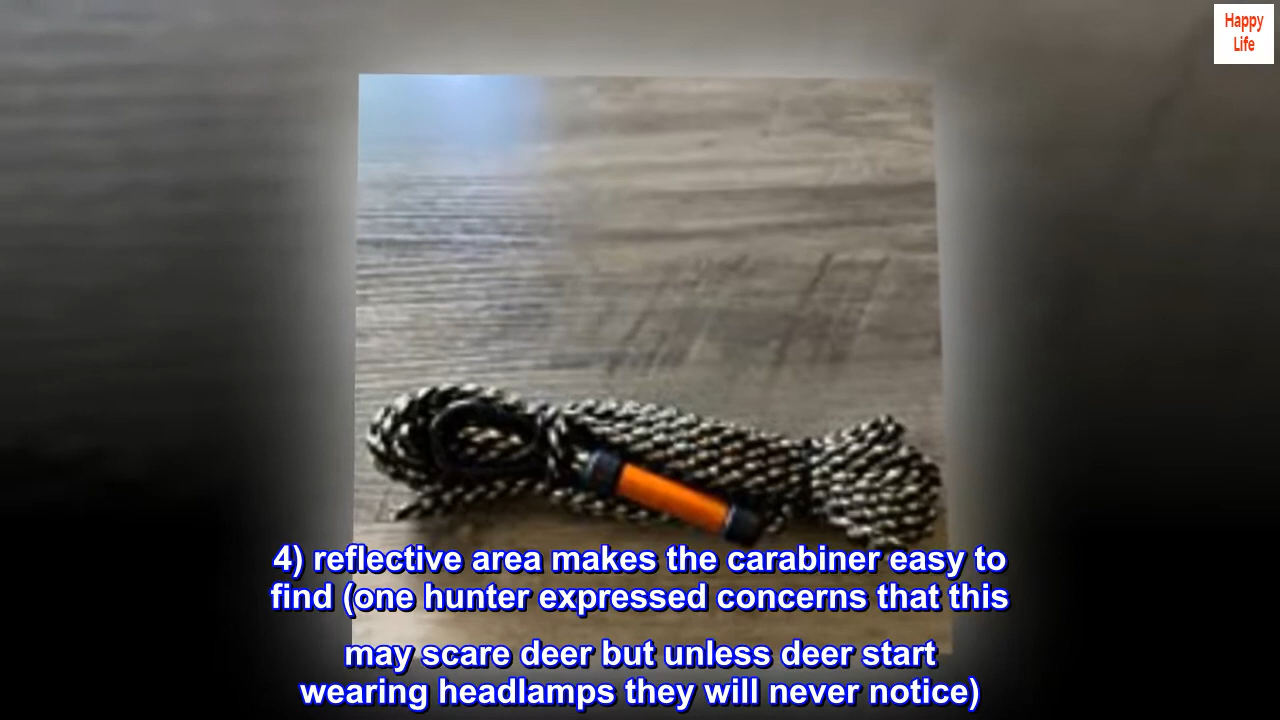 Happy
Life
4) reflective area makes the carabiner easy to
find (one hunter expressed concerns that this
may scare deer but unless deer start
wearing headlamps they will never notice)